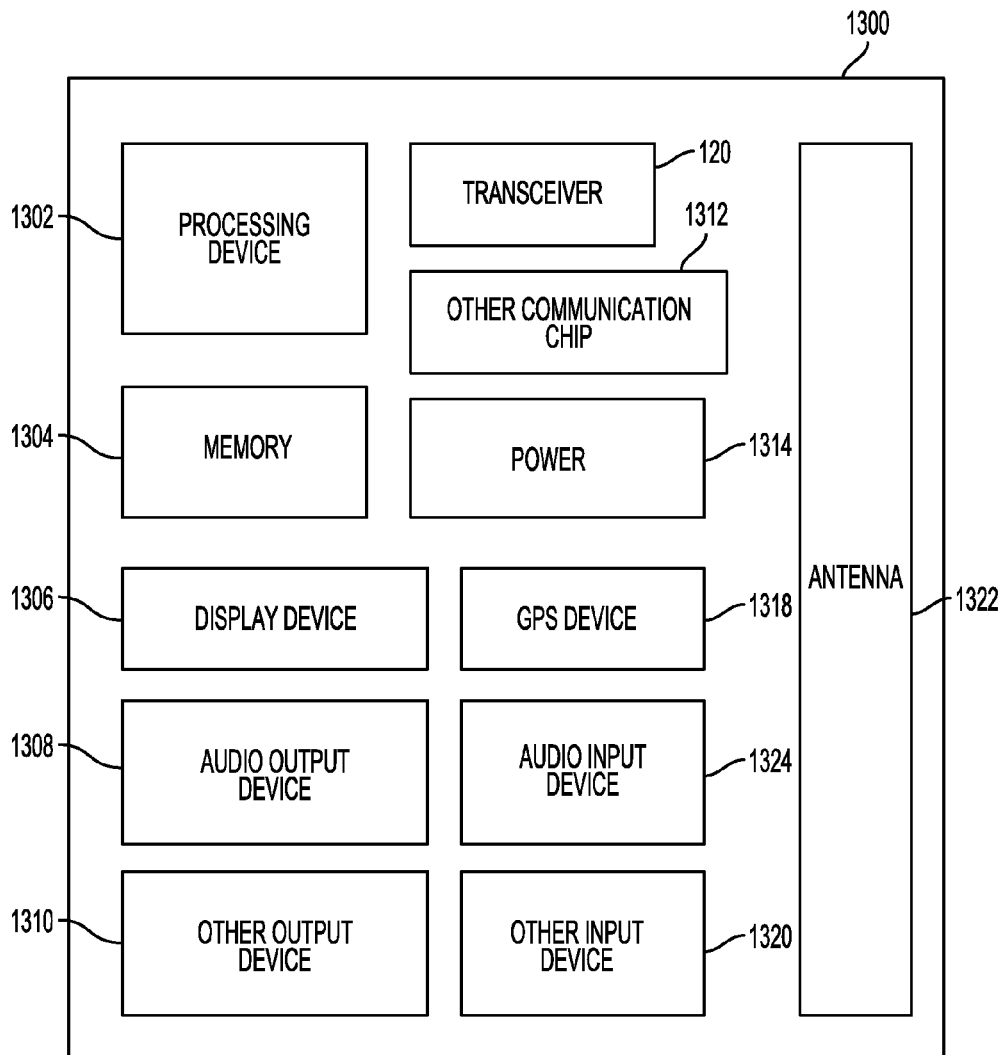 1300
120
TRANSCEIVER
1302
PROCESSING
DEVICE
1312
OTHER COMMUNICATION
CHIP
1304
MEMORY
POWER
1314
ANTENNA
1322
1306
DISPLAY DEVICE
GPS DEVICE
1318
1308
AUDIO OUTPUT
DEVICE
AUDIO INPUT
DEVICE
1324
1310
OTHER OUTPUT
DEVICE
OTHER INPUT
DEVICE
1320